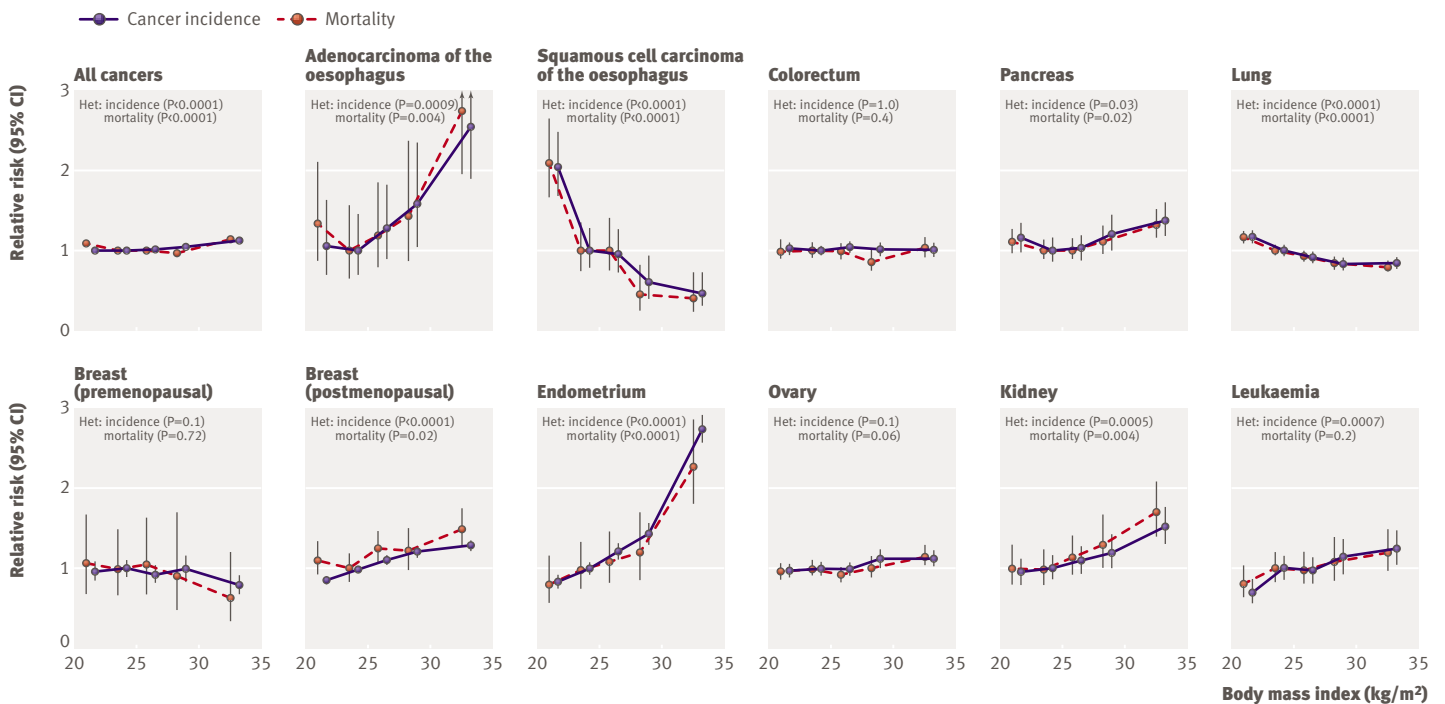 Cancer incidence
Mortality
Relative risk (95% CI)
All cancers
Het: incidence (P<0.0001)
mortality (P<0.0001)
Adenocarcinoma of the
oesophagus
Het: incidence (P=0.0009)
mortality (P=0.004)
Squamous cell carcinoma
of the oesophagus
Het: incidence (P<0.0001)
mortality (P<0.0001)
Colorectum
Het: incidence (P=1.0)
mortality (P=0.4)
Pancreas
Het: incidence (P=0.03)
mortality (P=0.02)
Lung
Het: incidence (P<0.0001)
mortality (P<0.0001)
3
2
1
0
Relative risk (95% CI)
Breast
(premenopausal)
Het: incidence (P=0.1)
mortality (P=0.72)
Breast
(postmenopausal)
Het: incidence (P<0.0001)
mortality (P=0.02)
Endometrium
Het: incidence (P<0.0001)
mortality (P<0.0001)
Ovary
Het: incidence (P=0.1)
mortality (P=0.06)
Kidney
Het: incidence (P=0.0005)
mortality (P=0.004)
Leukaemia
Het: incidence (P=0.0007)
mortality (P=0.2)
3
2
1
0
20 25 30 35
20 25 30 35
20 25 30 35
20 25 30 35
20 25 30 35
20 25 30 35
Body mass index (kg/m²)